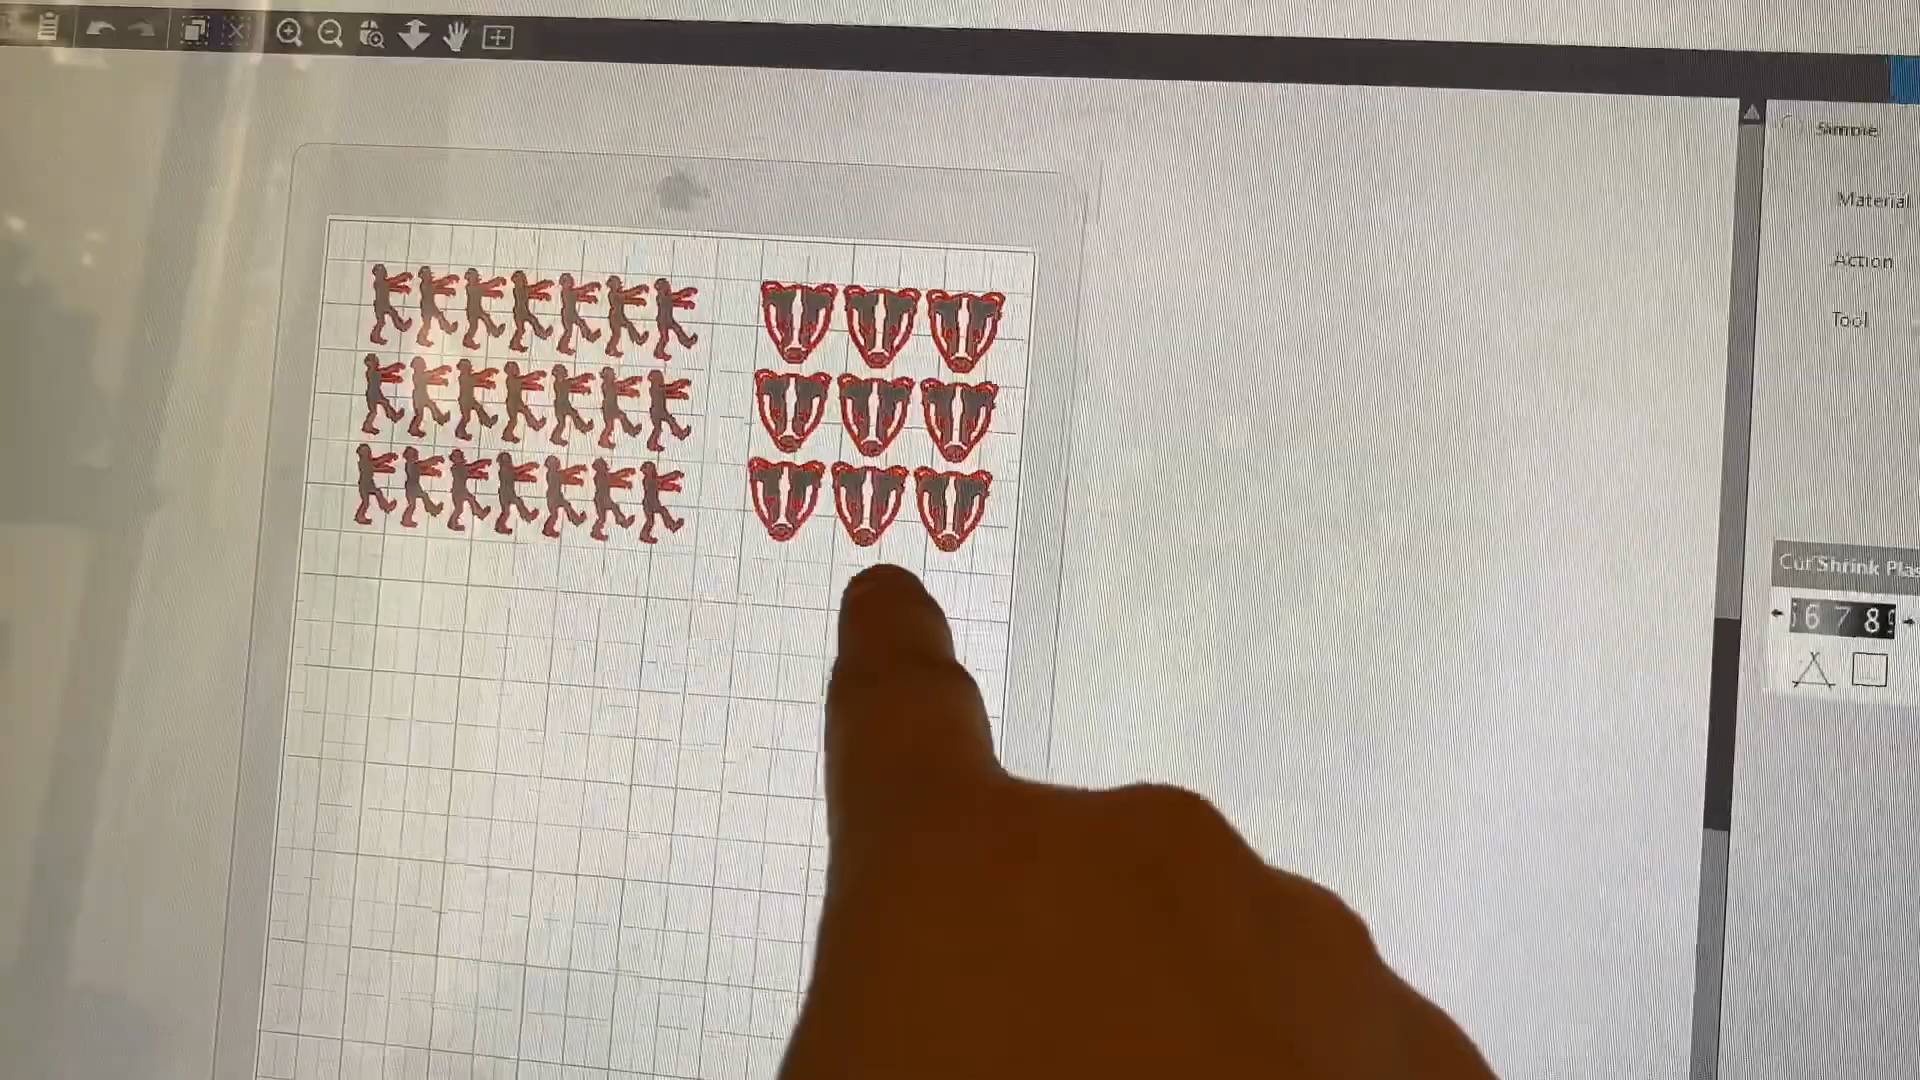 Simple
Material
Action
Tool
Cut Shrink Plas
6 7 8